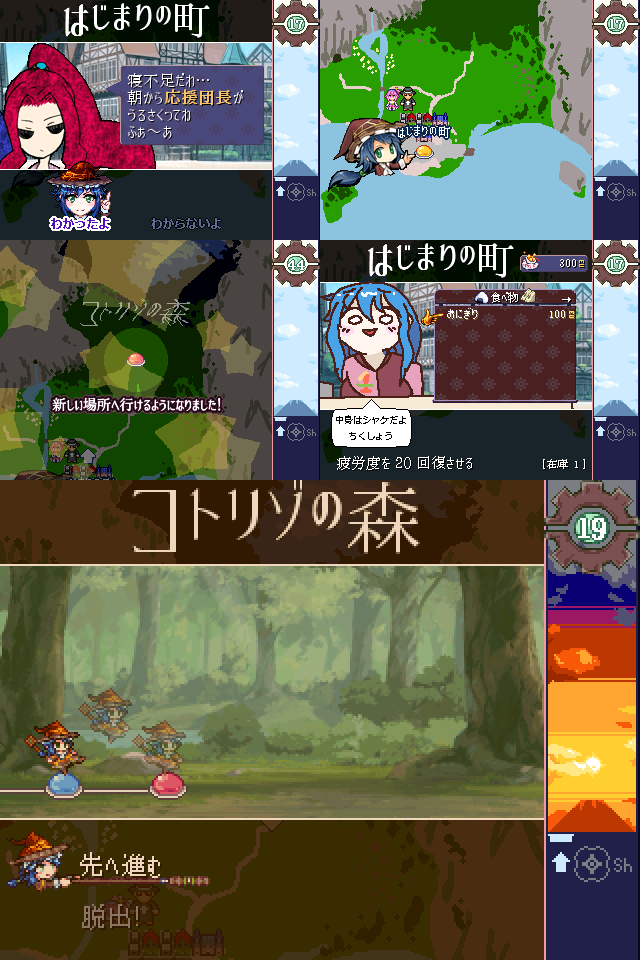 はじまりの町
17
寝不足だわ…
朝から応援団長が
うるさくってね
ふぁ〜あ
わかったよ
わからないよ
Sh
17
はじまりの町
Sh
44
コトリゾの森
新しい場所へ行けるようになりました!
Sh
はじまりの町
300
17
食べ物
→
おにぎり
100
中身はシャケだよ
ちくしょう
疲労度を 20 回復させる
[在庫 1]
Sh
コトリゾの森
19
先へ進む
脱出!
Sh